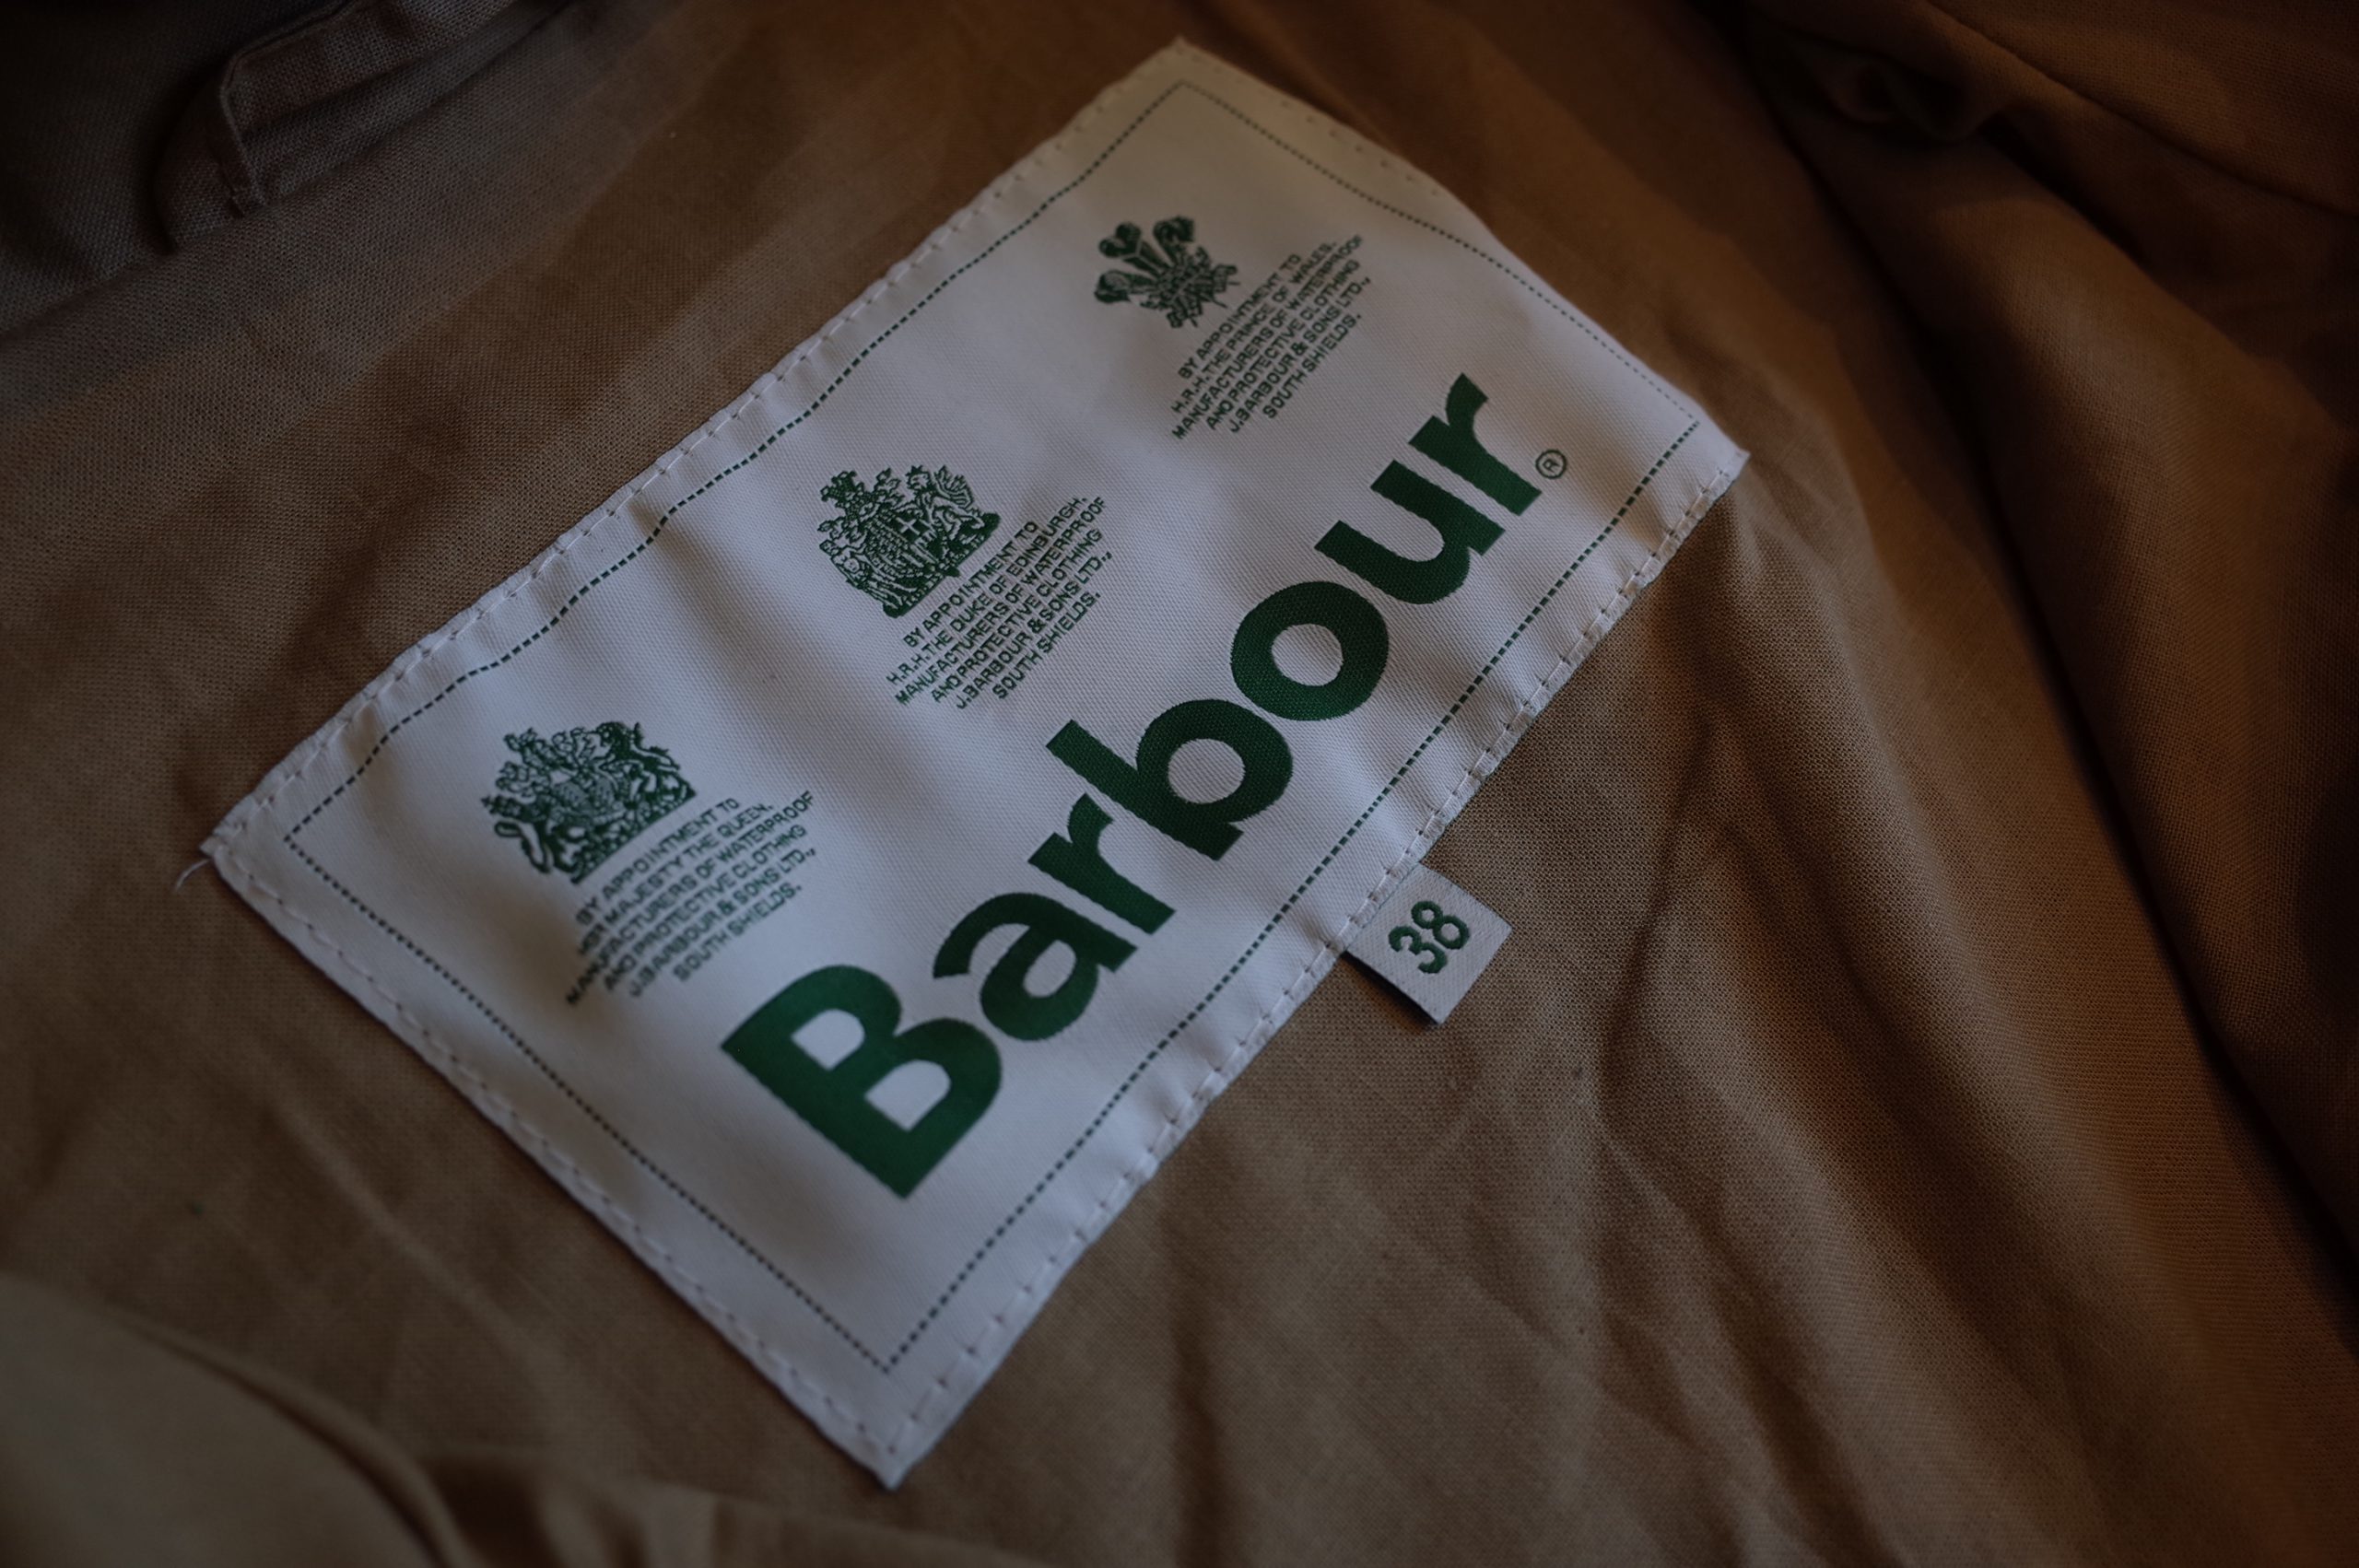 BY APPOINTMENT TO
HER MAJESTY THE QUEEN.
MANUFACTURERS OF WATERPROOF
AND PROTECTIVE CLOTHING
J.BARBOUR & SONS LTD.,
SOUTH SHIELDS.
BY APPOINTMENT TO
H.R.H. THE DUKE OF EDINBURGH.
MANUFACTURERS OF WATERPROOF
AND PROTECTIVE CLOTHING
J.BARBOUR & SONS LTD.,
SOUTH SHIELDS.
BY APPOINTMENT TO
H.R.H. THE PRINCE OF WALES.
MANUFACTURERS OF WATERPROOF
AND PROTECTIVE CLOTHING
J.BARBOUR & SONS LTD.,
SOUTH SHIELDS.
Barbour®
38